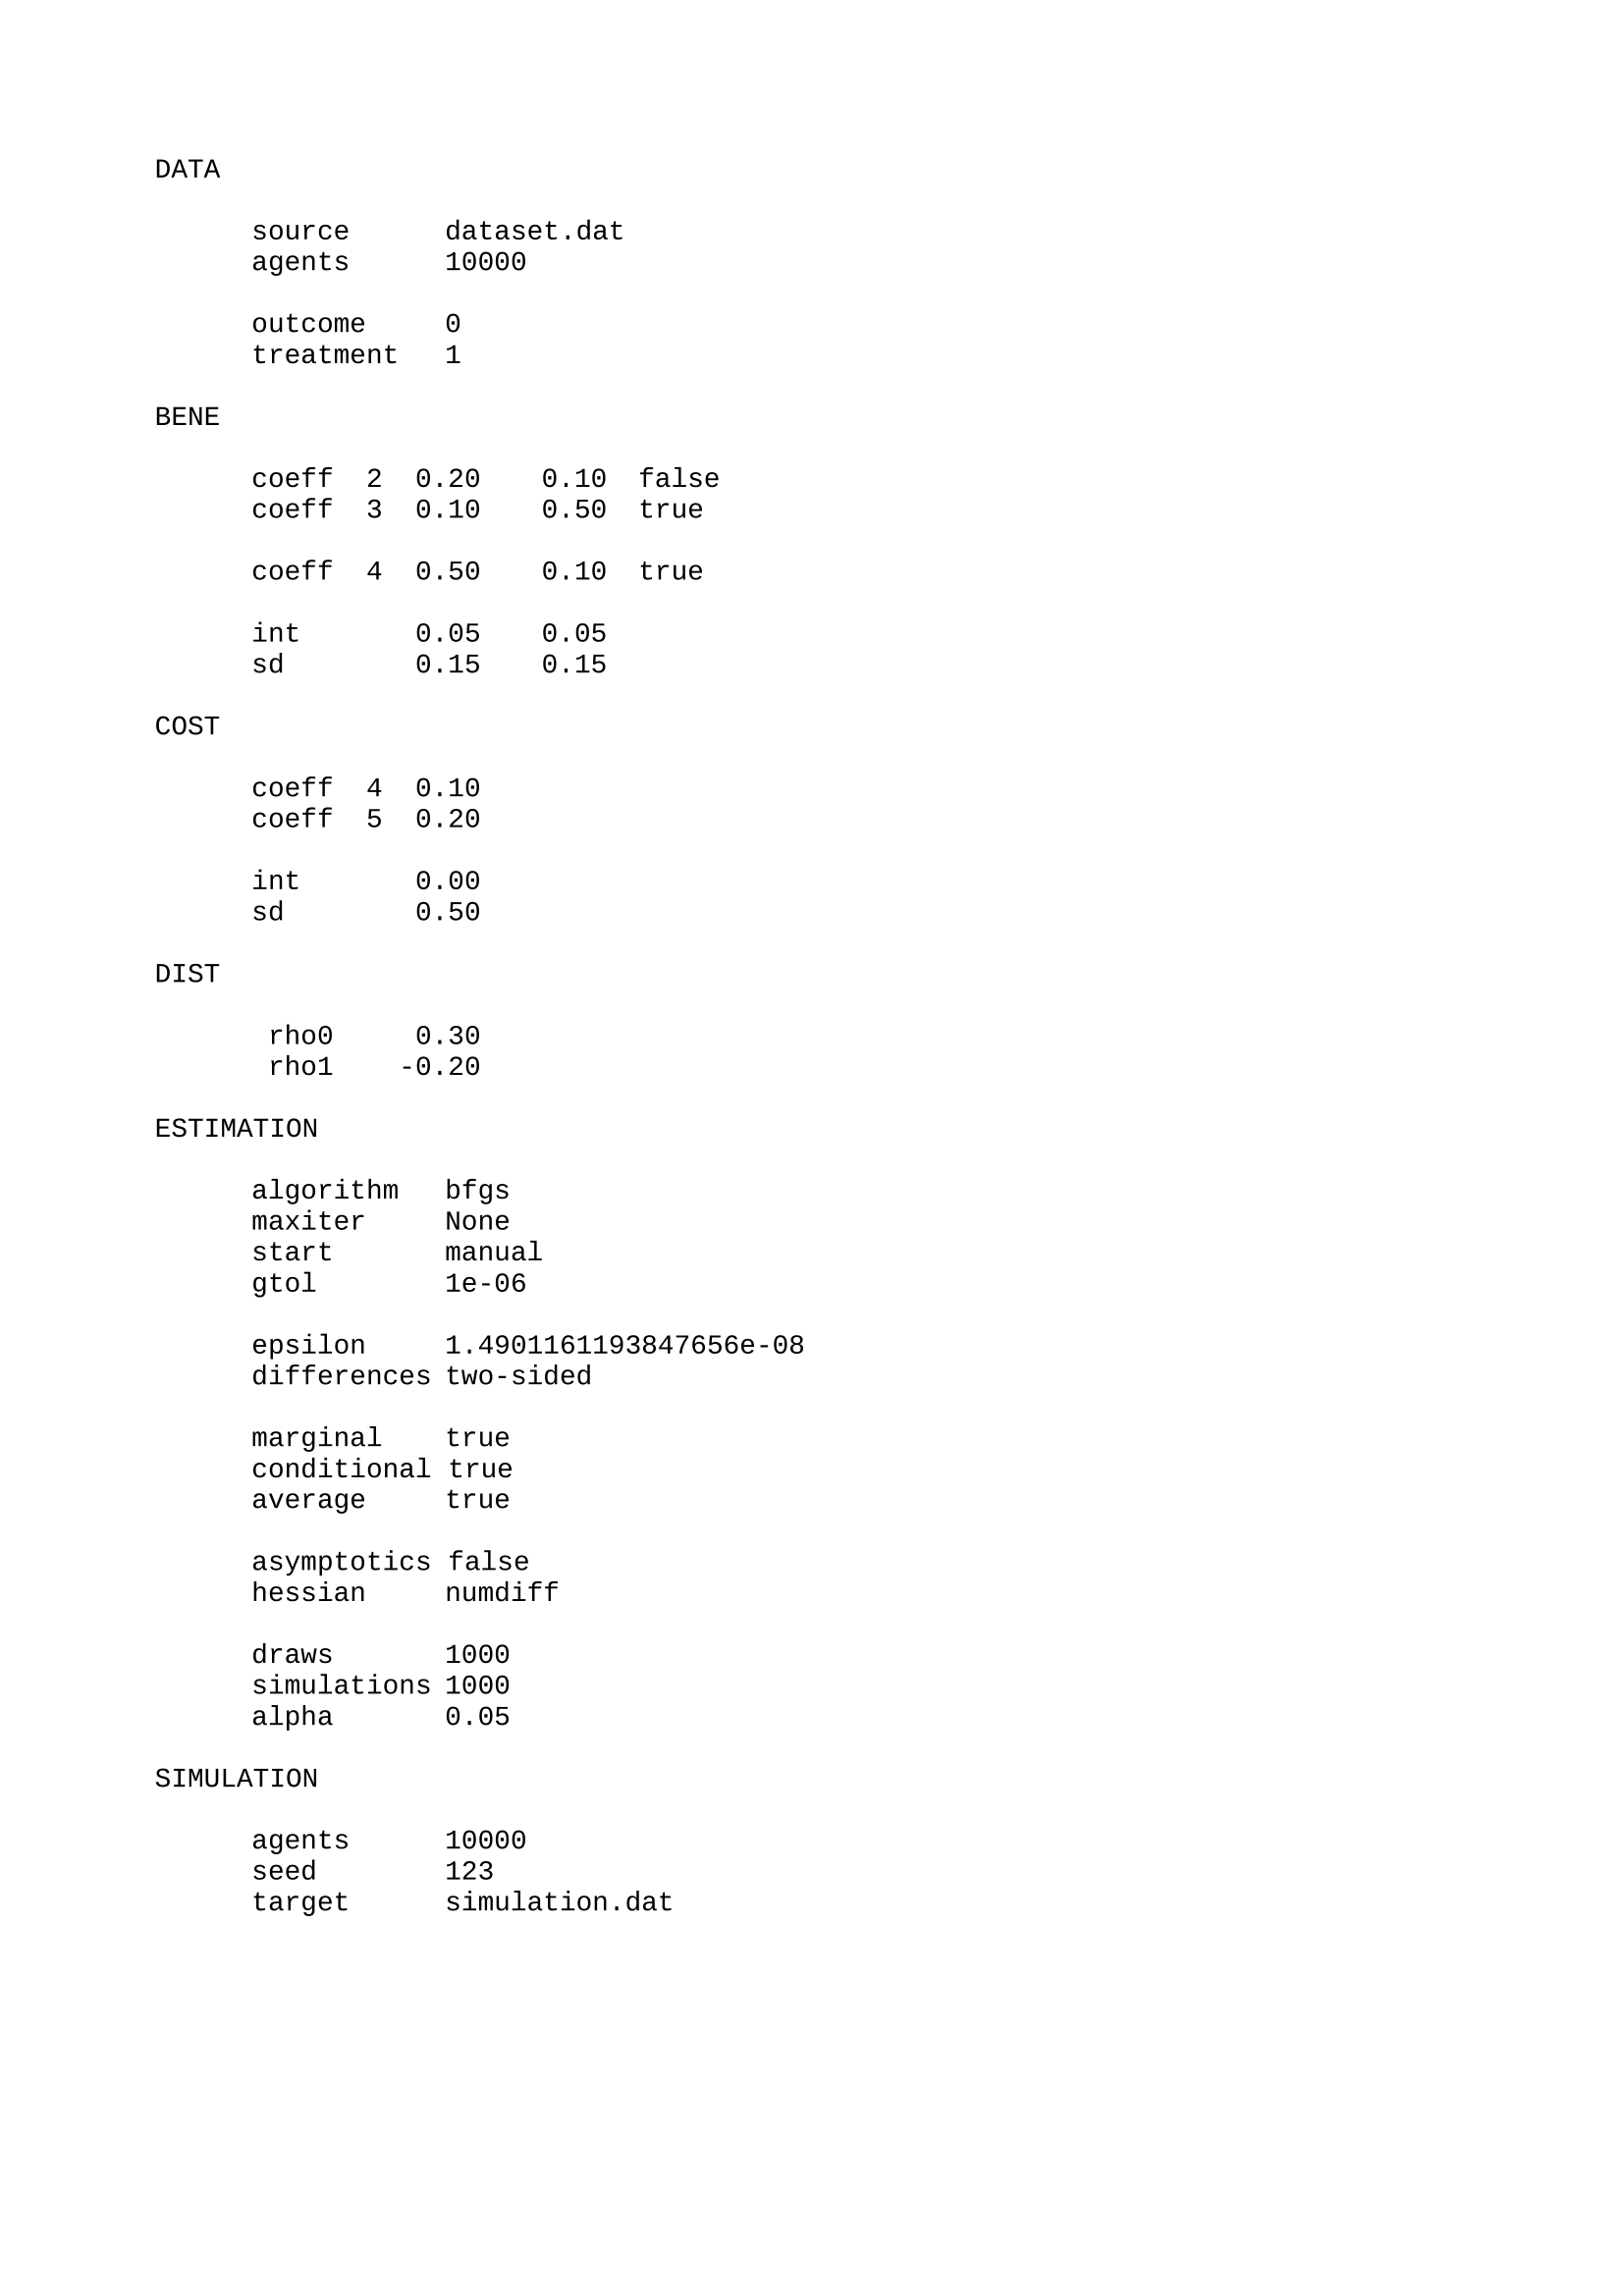 DATA
source dataset.dat
agents 10000
outcome 0
treatment 1
BENE
coeff 2 0.20 0.10 false
coeff 3 0.10 0.50 true
coeff 4 0.50 0.10 true
int 0.05 0.05
sd 0.15 0.15
COST
coeff 4 0.10
coeff 5 0.20
int 0.00
sd 0.50
DIST
rho0 0.30
rho1 -0.20
ESTIMATION
algorithm bfgs
maxiter None
start manual
gtol 1e-06
epsilon 1.4901161193847656e-08
differences two-sided
marginal true
conditional true
average true
asymptotics false
hessian numdiff
draws 1000
simulations 1000
alpha 0.05
SIMULATION
agents 10000
seed 123
target simulation.dat